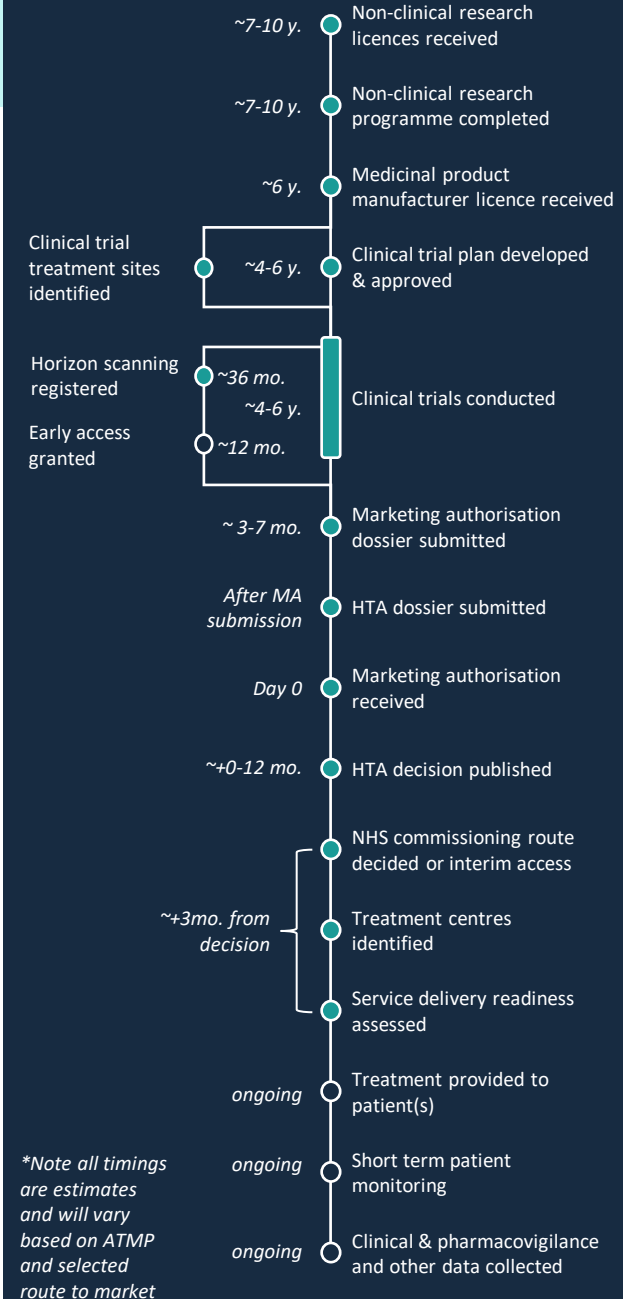 ~7-10 y.
Non-clinical research
licences received
~7-10 y.
Non-clinical research
programme completed
~6 y.
Medicinal product
manufacturer licence received
Clinical trial
treatment sites
identified
~4-6 y.
Clinical trial plan developed
& approved
Horizon scanning
registered
~36 mo.
~4-6 y.
Clinical trials conducted
Early access
granted
~12 mo.
~ 3-7 mo.
Marketing authorisation
dossier submitted
After MA
submission
HTA dossier submitted
Day 0
Marketing authorisation
received
~+0-12 mo.
HTA decision published
NHS commissioning route
decided or interim access
~+3mo. from
decision
Treatment centres
identified
Service delivery readiness
assessed
ongoing
Treatment provided to
patient(s)
ongoing
Short term patient
monitoring
ongoing
Clinical & pharmacovigilance
and other data collected
*Note all timings
are estimates
and will vary
based on ATMP
and selected
route to market